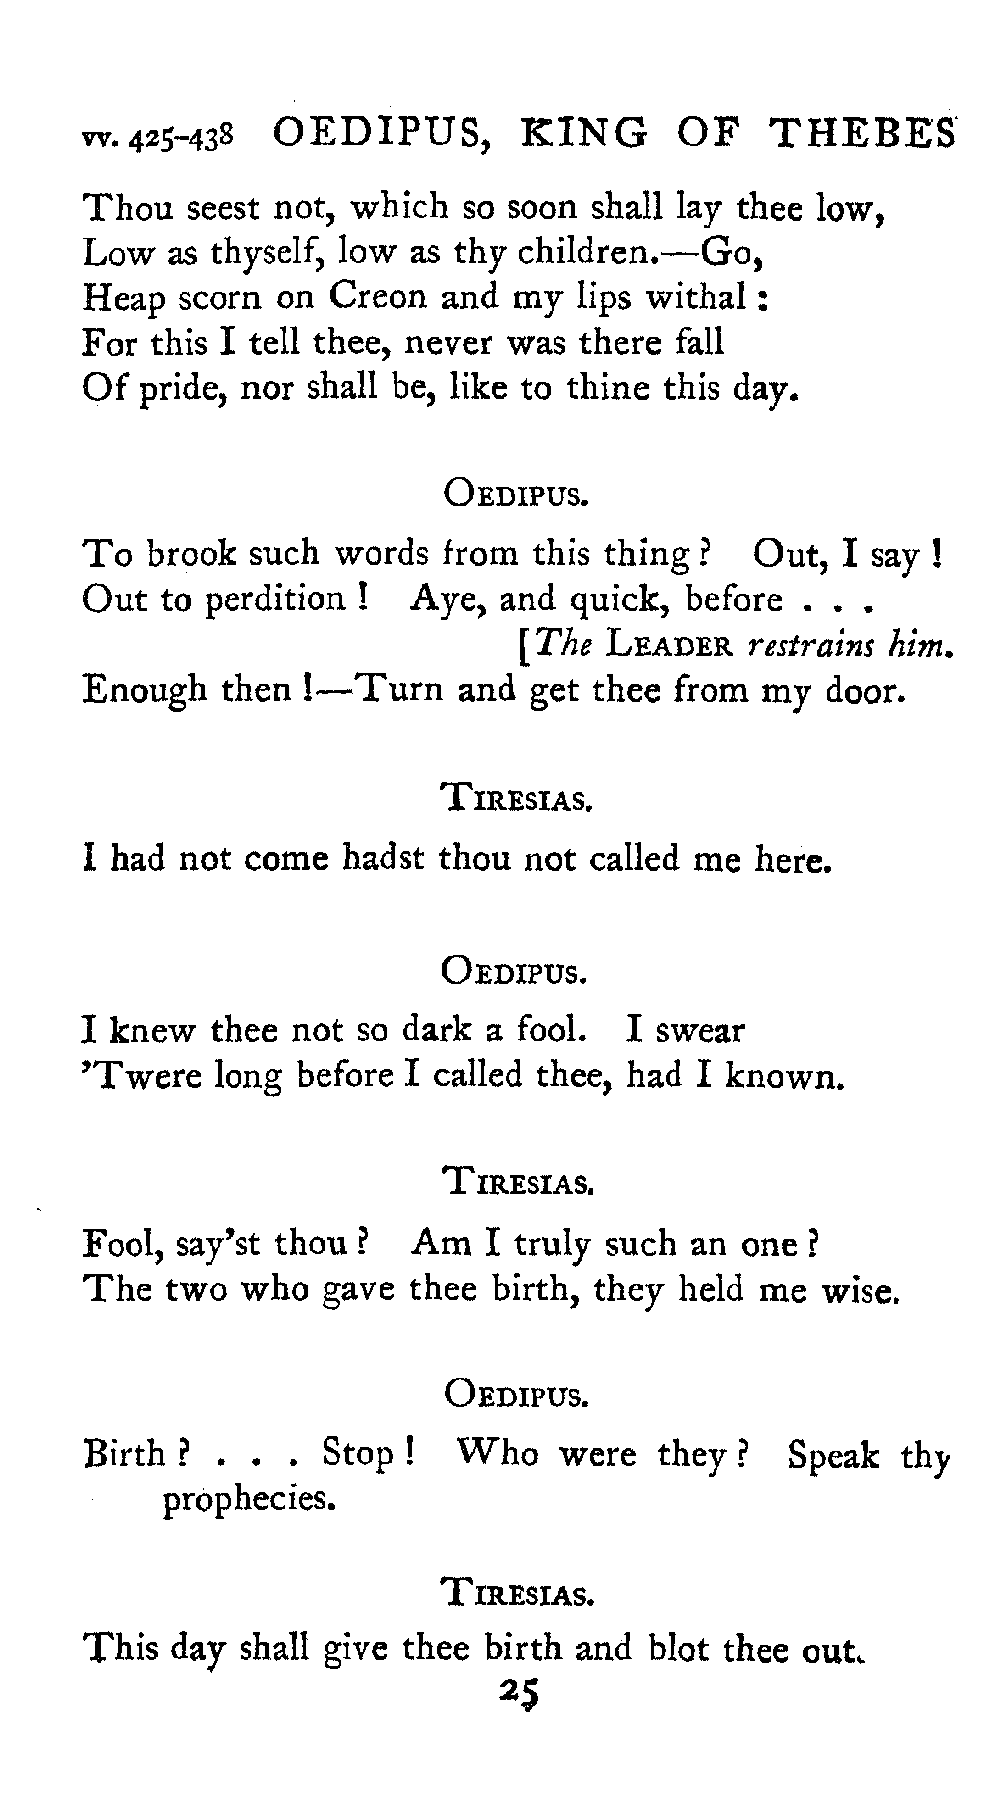 vv. 425-438 OEDIPUS, KING OF THEBES
Thou seest not, which so soon shall lay thee low,
Low as thyself, low as thy children.—Go,
Heap scorn on Creon and my lips withal :
For this I tell thee, never was there fall
Of pride, nor shall be, like to thine this day.
OEDIPUS.
To brook such words from this thing ? Out, I say !
Out to perdition ! Aye, and quick, before . . .
[The LEADER restrains him.
Enough then !—Turn and get thee from my door.
TIRESIAS.
I had not come hadst thou not called me here.
OEDIPUS.
I knew thee not so dark a fool. I swear
’Twere long before I called thee, had I known.
TIRESIAS.
Fool, say’st thou ? Am I truly such an one ?
The two who gave thee birth, they held me wise.
OEDIPUS.
Birth ? . . . Stop ! Who were they ? Speak thy
prophecies.
TIRESIAS.
This day shall give thee birth and blot thee out.
25